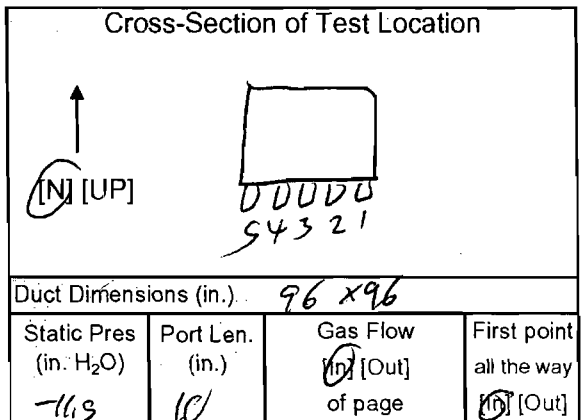 Cross-Section of Test Location
[N] [UP]
5 4 3 2 1
Duct Dimensions (in.) 96 x 96
Static Pres (in. H₂O)
Port Len. (in.)
10
Gas Flow
[In] [Out]
of page
First point
all the way
[In] [Out]